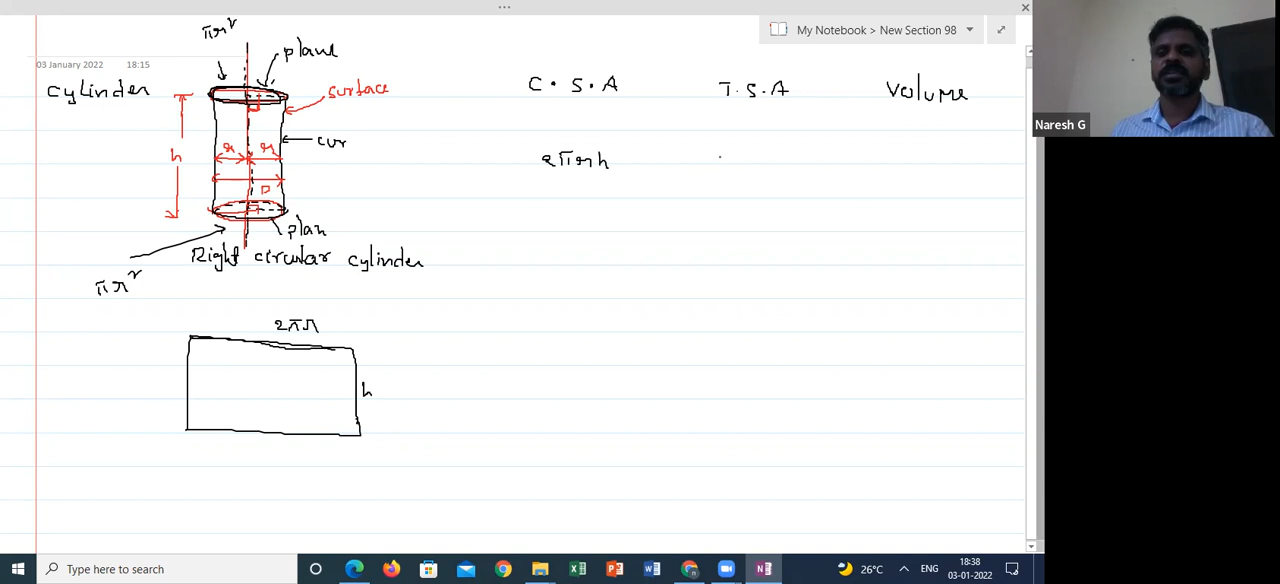 My Notebook > New Section 98
03 January 2022 18:15
πr²
plane
cylinder
surface
C.S.A
T.S.A
Volume
Naresh G
h
r
r
cur
D
2πrh
plan
Right circular cylinder
πr²
2πr
h
Type here to search
26°C
ENG
18:38
03-01-2022